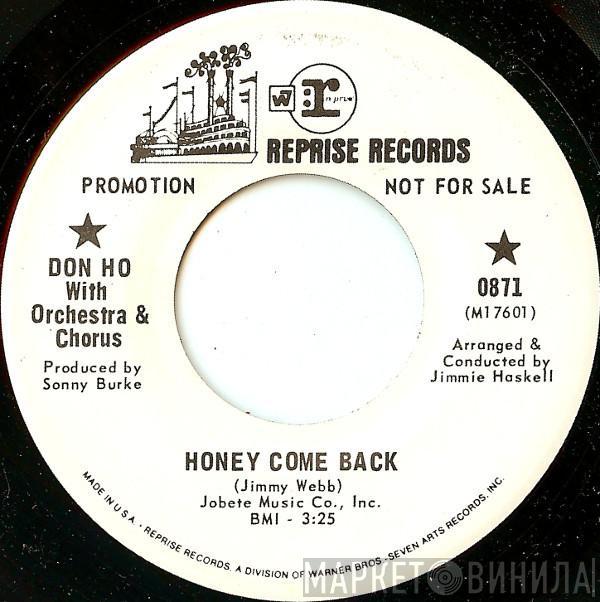 W
r
reprise
REPRISE RECORDS
PROMOTION
NOT FOR SALE
DON HO
With
Orchestra &
Chorus
Produced by
Sonny Burke
0871
(M17601)
Arranged &
Conducted by
Jimmie Haskell
HONEY COME BACK
(Jimmy Webb)
Jobete Music Co., Inc.
BMI - 3:25
MADE IN U.S.A. • REPRISE RECORDS, A DIVISION OF WARNER BROS.-SEVEN ARTS RECORDS, INC.
МАРКЕТ ВИНИЛА